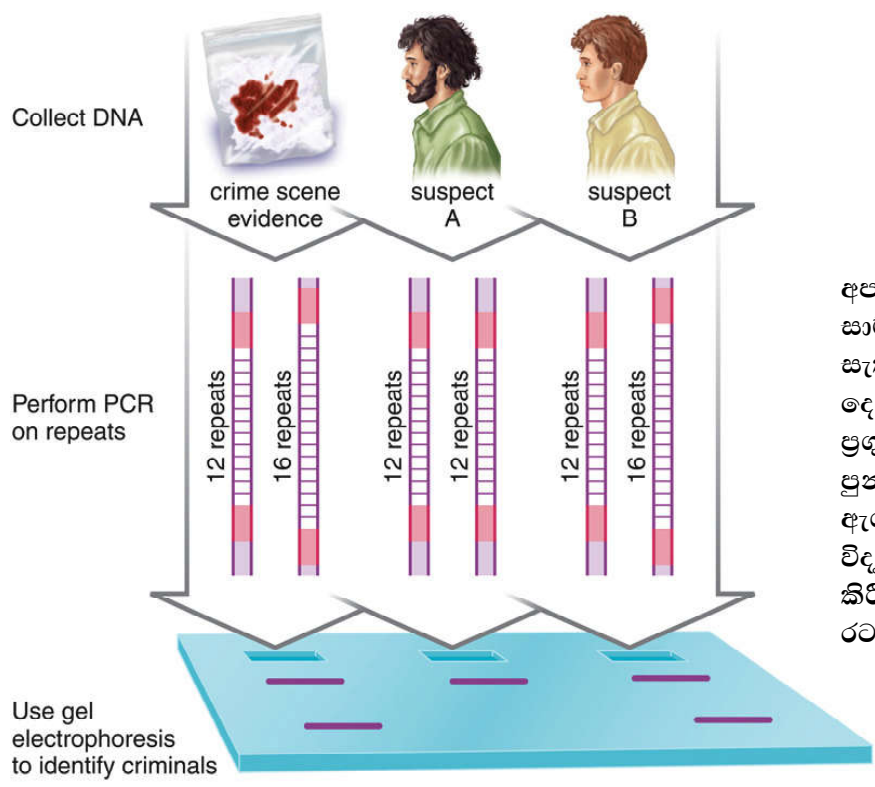 Collect DNA
crime scene
evidence
suspect
A
suspect
B
Perform PCR
on repeats
12 repeats
16 repeats
12 repeats
12 repeats
12 repeats
16 repeats
Use gel
electrophoresis
to identify criminals
අප
දෙ
පුන